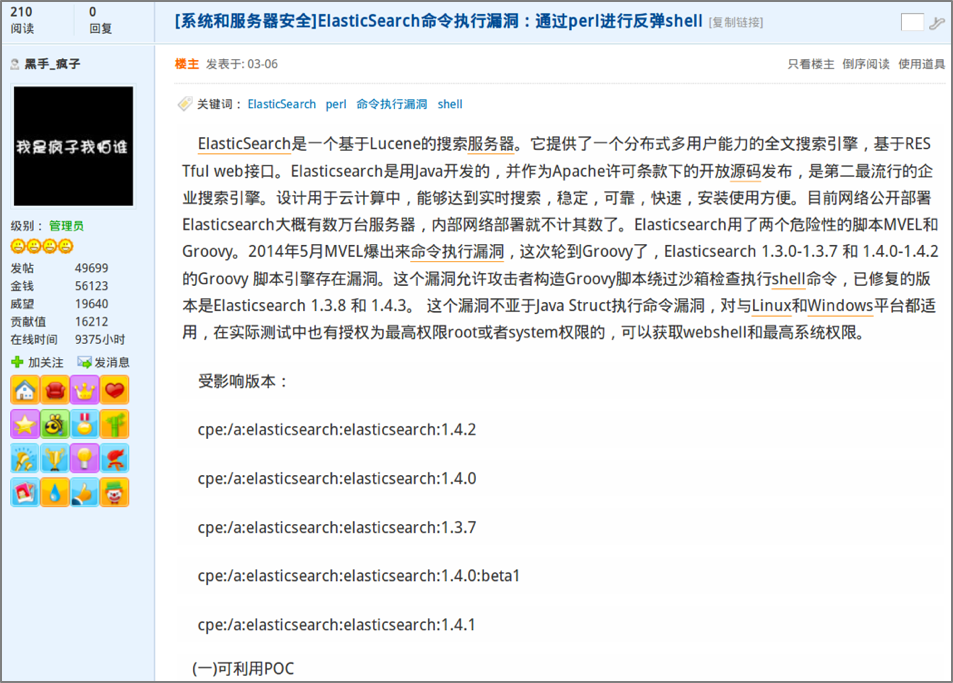 210
0
阅读
回复
[系统和服务器安全]ElasticSearch命令执行漏洞：通过perl进行反弹shell [复制链接]
黑手_疯子
楼主 发表于: 03-06
只看楼主 倒序阅读 使用道具
我是疯子我怕谁
关键词： ElasticSearch perl 命令执行漏洞 shell
ElasticSearch是一个基于Lucene的搜索服务器。它提供了一个分布式多用户能力的全文搜索引擎，基于RES
Tful web接口。Elasticsearch是用Java开发的，并作为Apache许可条款下的开放源码发布，是第二最流行的企
业搜索引擎。设计用于云计算中，能够达到实时搜索，稳定，可靠，快速，安装使用方便。目前网络公开部署
Elasticsearch大概有数万台服务器，内部网络部署就不计其数了。Elasticsearch用了两个危险性的脚本MVEL和
Groovy。2014年5月MVEL爆出来命令执行漏洞，这次轮到Groovy了，Elasticsearch 1.3.0-1.3.7 和 1.4.0-1.4.2
的Groovy 脚本引擎存在漏洞。这个漏洞允许攻击者构造Groovy脚本绕过沙箱检查执行shell命令，已修复的版
本是Elasticsearch 1.3.8 和 1.4.3。 这个漏洞不亚于Java Struct执行命令漏洞，对与Linux和Windows平台都适
用，在实际测试中也有授权为最高权限root或者system权限的，可以获取webshell和最高系统权限。
级别： 管理员
发帖 49699
金钱 56123
威望 19640
贡献值 16212
在线时间 9375小时
加关注 发消息
受影响版本：
cpe:/a:elasticsearch:elasticsearch:1.4.2
cpe:/a:elasticsearch:elasticsearch:1.4.0
cpe:/a:elasticsearch:elasticsearch:1.3.7
cpe:/a:elasticsearch:elasticsearch:1.4.0:beta1
cpe:/a:elasticsearch:elasticsearch:1.4.1
(一)可利用POC